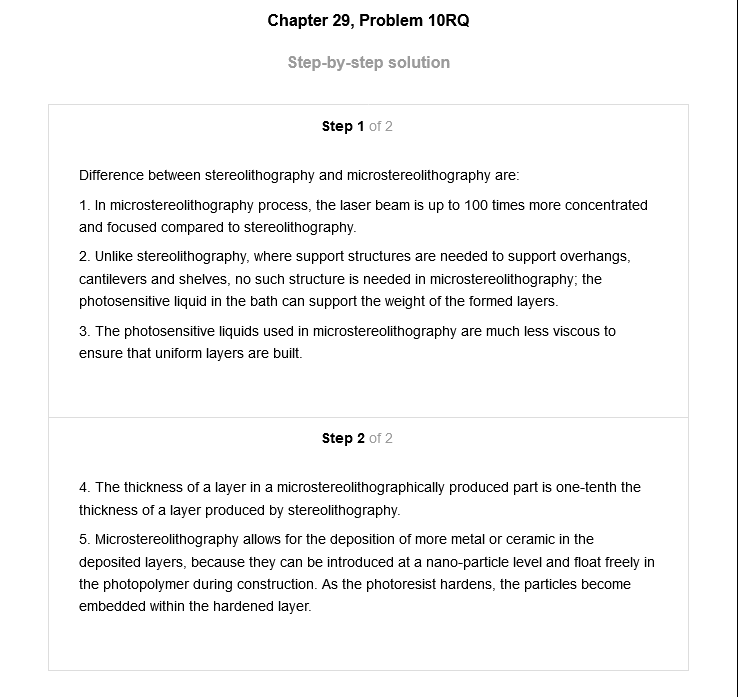 Chapter 29, Problem 10RQ
Step-by-step solution
Step 1 of 2
Difference between stereolithography and microstereolithography are:
1. In microstereolithography process, the laser beam is up to 100 times more concentrated
and focused compared to stereolithography.
2. Unlike stereolithography, where support structures are needed to support overhangs,
cantilevers and shelves, no such structure is needed in microstereolithography; the
photosensitive liquid in the bath can support the weight of the formed layers.
3. The photosensitive liquids used in microstereolithography are much less viscous to
ensure that uniform layers are built.
Step 2 of 2
4. The thickness of a layer in a microstereolithographically produced part is one-tenth the
thickness of a layer produced by stereolithography.
5. Microstereolithography allows for the deposition of more metal or ceramic in the
deposited layers, because they can be introduced at a nano-particle level and float freely in
the photopolymer during construction. As the photoresist hardens, the particles become
embedded within the hardened layer.